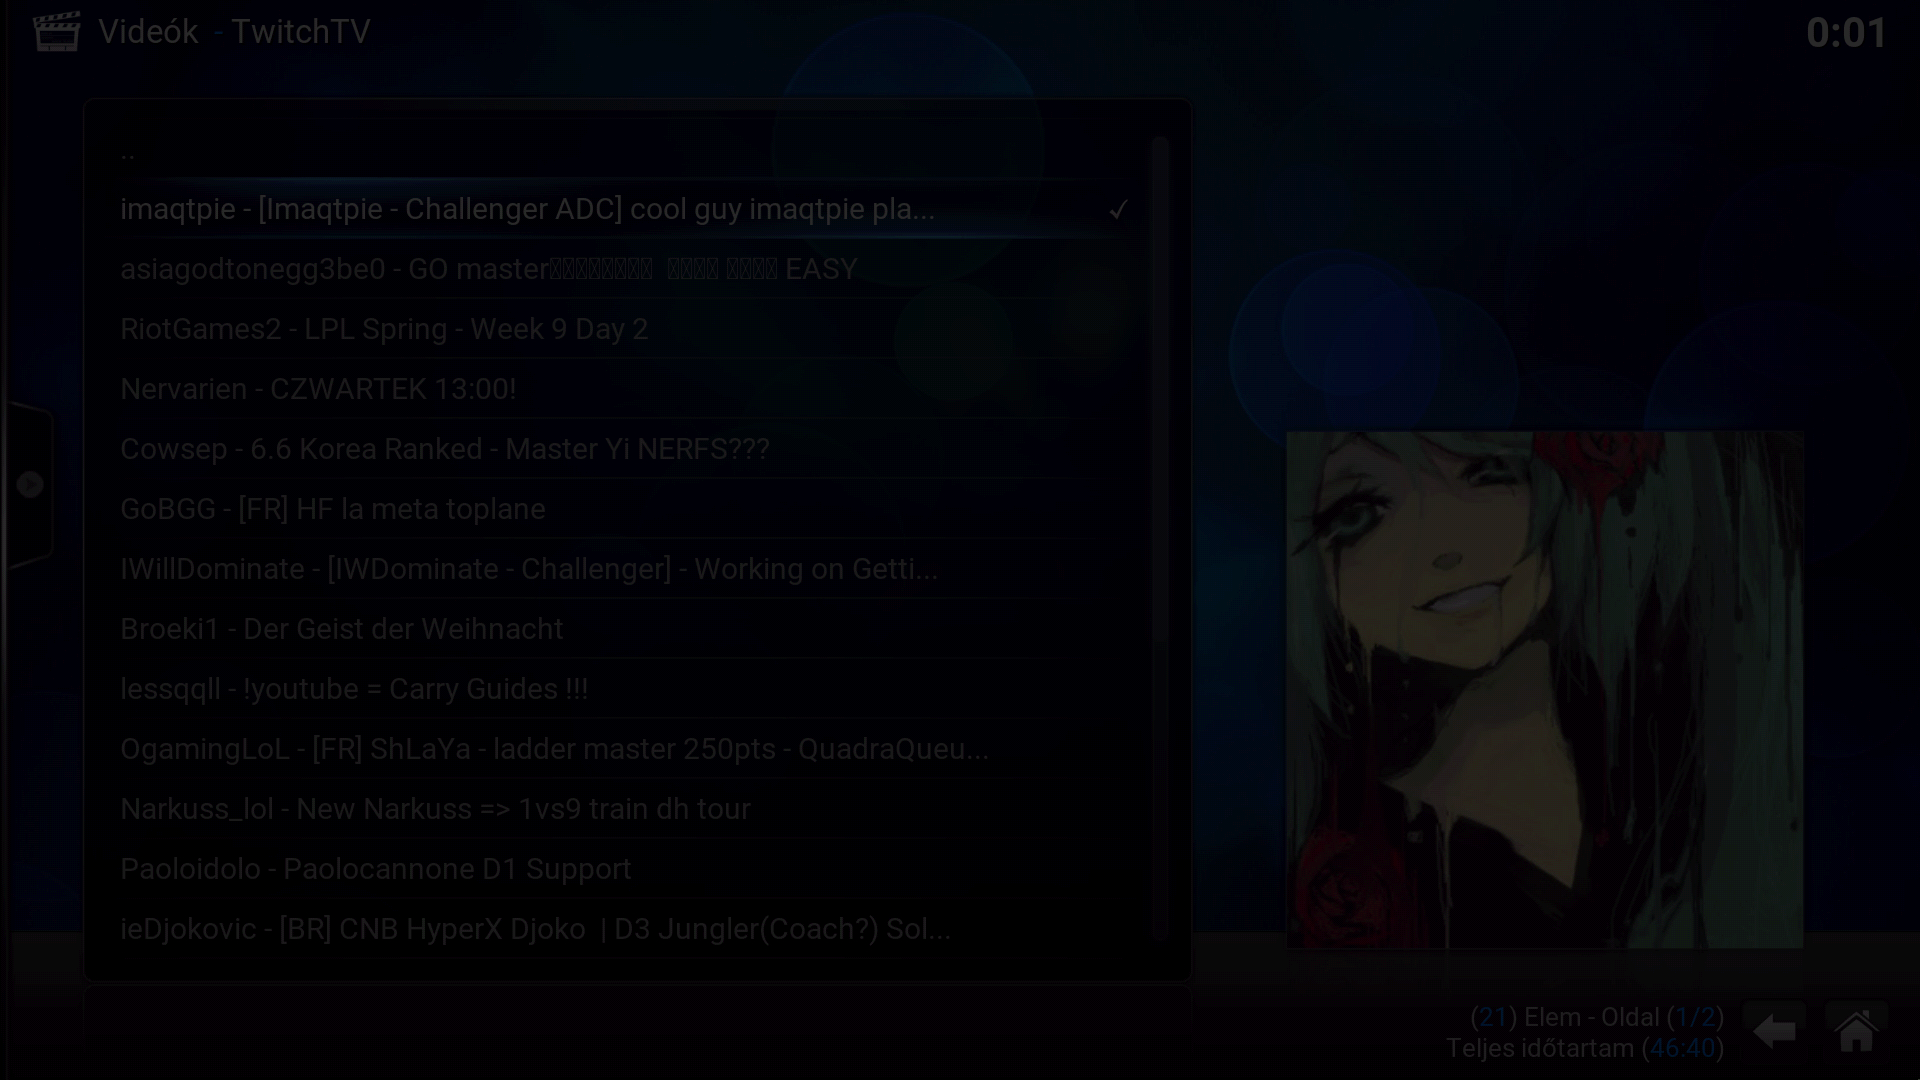 Videók - TwitchTV
0:01
..
imaqtpie - [Imaqtpie - Challenger ADC] cool guy imaqtpie pla...
asiagodtonegg3be0 - GO master EASY
RiotGames2 - LPL Spring - Week 9 Day 2
Nervarien - CZWARTEK 13:00!
Cowsep - 6.6 Korea Ranked - Master Yi NERFS???
GoBGG - [FR] HF la meta toplane
IWillDominate - [IWDominate - Challenger] - Working on Getti...
Broeki1 - Der Geist der Weihnacht
lessqqll - !youtube = Carry Guides !!!
OgamingLoL - [FR] ShLaYa - ladder master 250pts - QuadraQueu...
Narkuss_lol - New Narkuss => 1vs9 train dh tour
Paoloidolo - Paolocannone D1 Support
ieDjokovic - [BR] CNB HyperX Djoko | D3 Jungler(Coach?) Sol...
(21) Elem - Oldal (1/2)
Teljes időtartam (46:40)